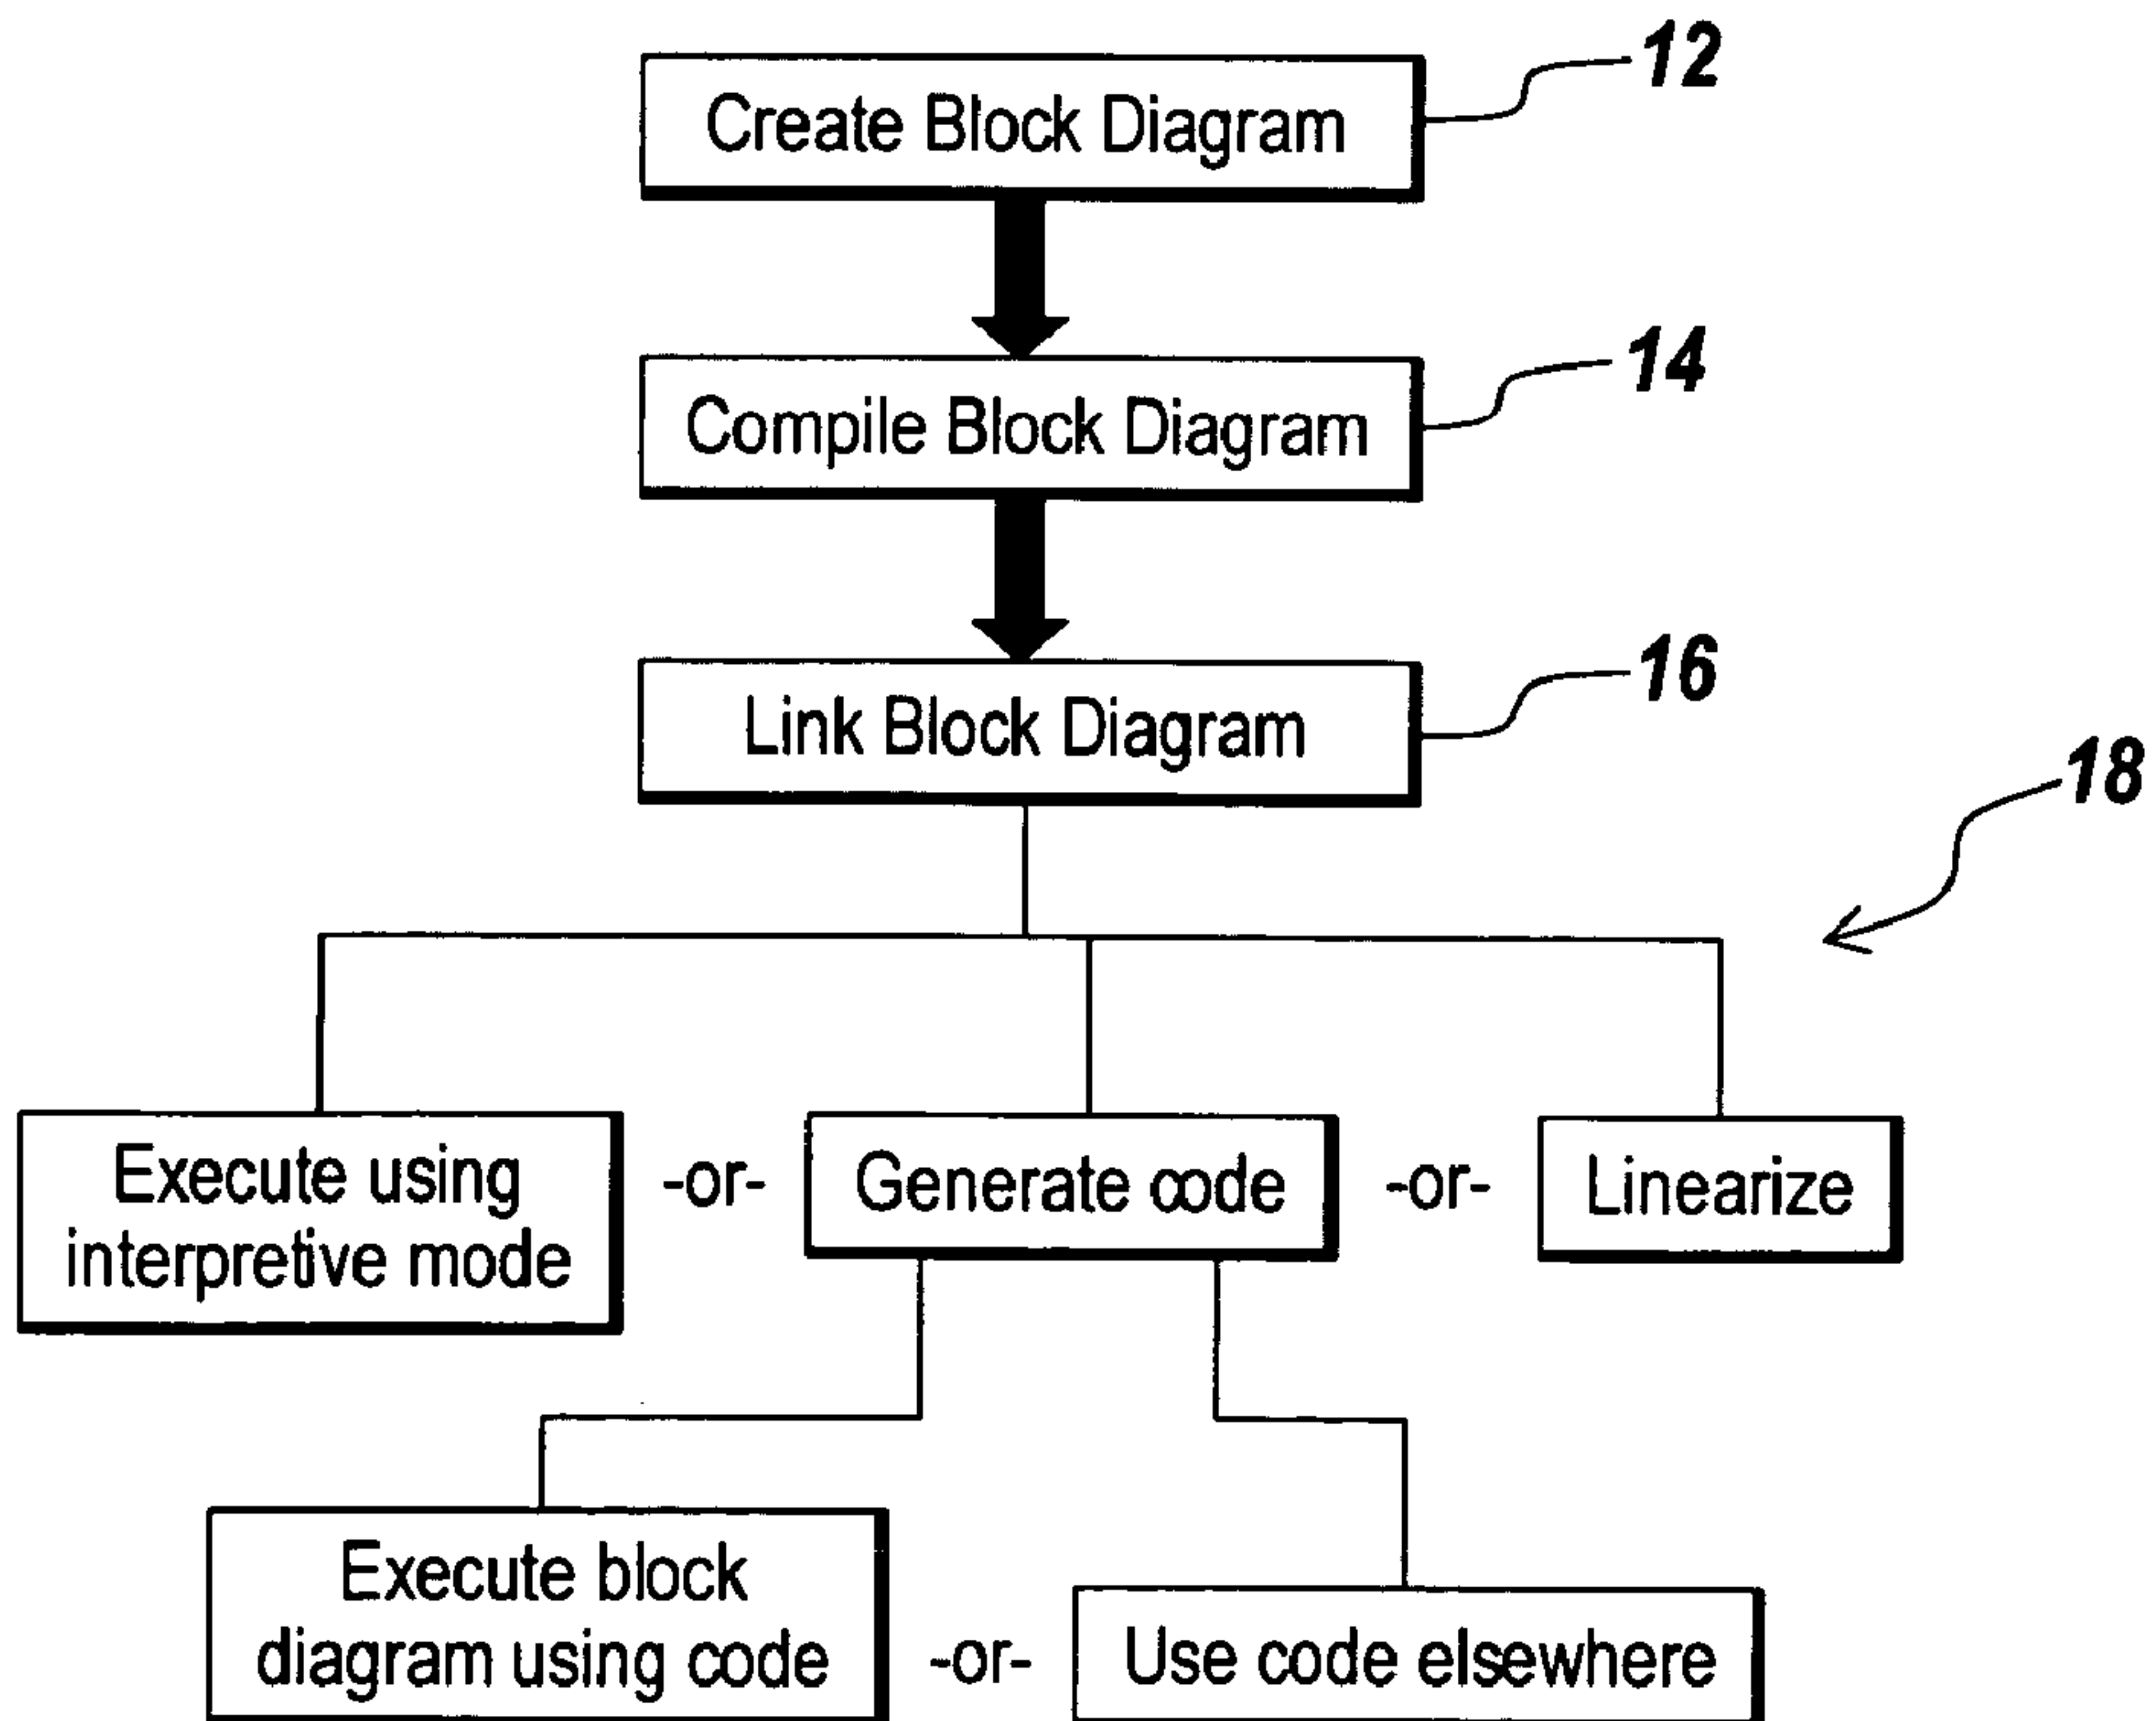 12
Create Block Diagram
14
Compile Block Diagram
16
Link Block Diagram
18
Execute using
interpretive mode
-or-
Generate code
-or-
Linearize
Execute block
diagram using code
-or-
Use code elsewhere